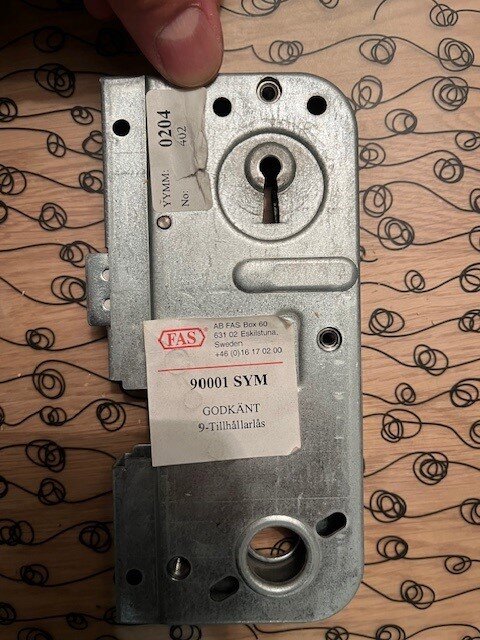 YYMM: 0204
No: 402
FAS
AB FAS Box 60
631 02 Eskilstuna,
Sweden
+46 (0)16 17 02 00
90001 SYM
GODKÄNT
9-Tillhållarlås